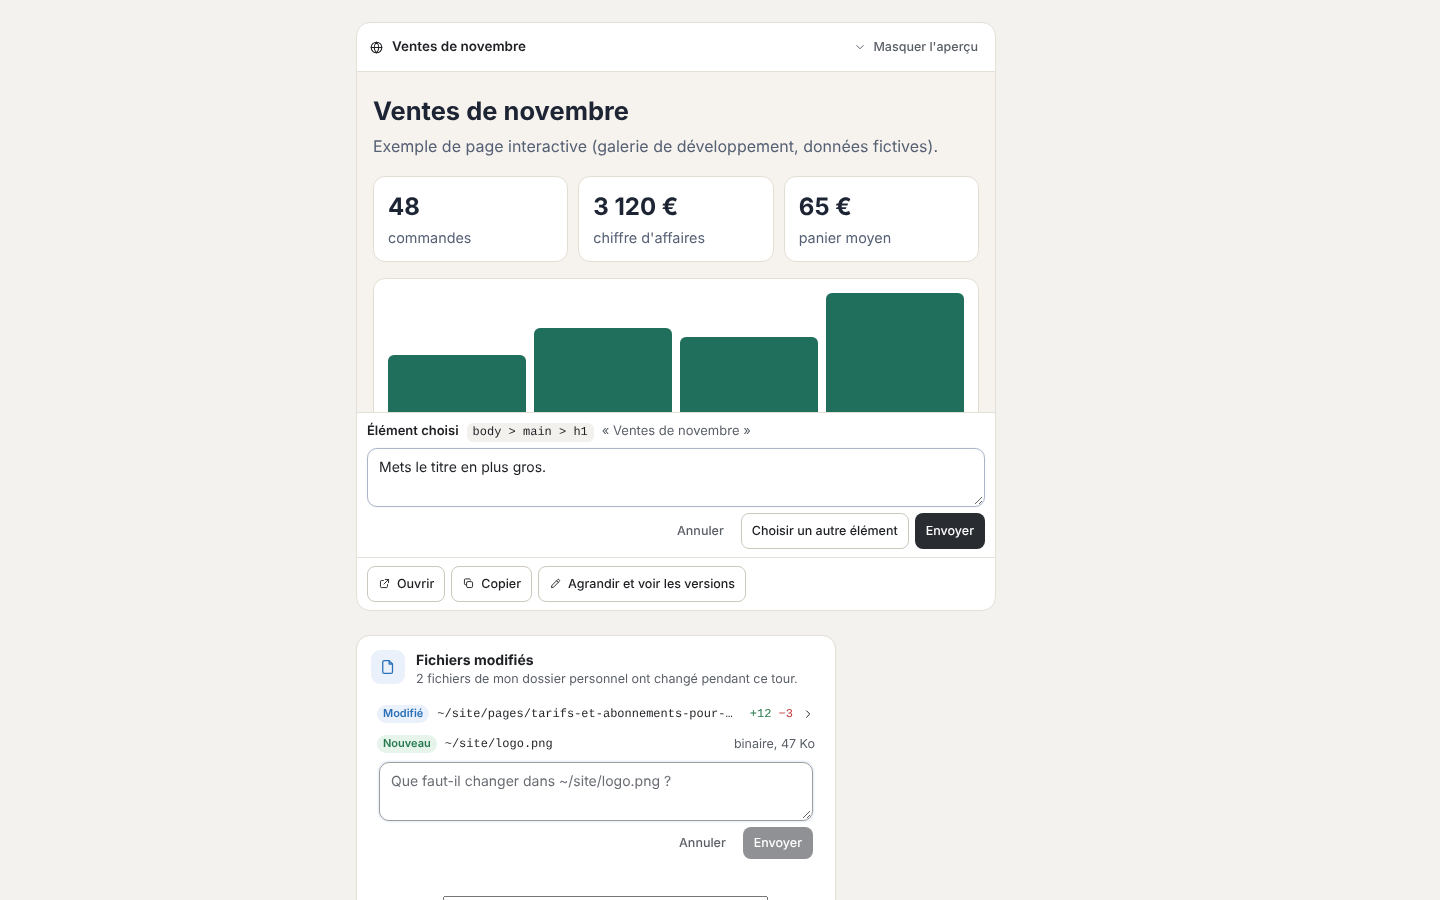 Ventes de novembre
Masquer l'aperçu
Ventes de novembre
Exemple de page interactive (galerie de développement, données fictives).
48
commandes
3 120 €
chiffre d'affaires
65 €
panier moyen
Élément choisi body > main > h1 « Ventes de novembre »
Mets le titre en plus gros.
Annuler Choisir un autre élément Envoyer
Ouvrir Copier Agrandir et voir les versions
Fichiers modifiés
2 fichiers de mon dossier personnel ont changé pendant ce tour.
Modifié ~/site/pages/tarifs-et-abonnements-pour-… +12 −3
Nouveau ~/site/logo.png binaire, 47 Ko
Que faut-il changer dans ~/site/logo.png ?
Annuler Envoyer